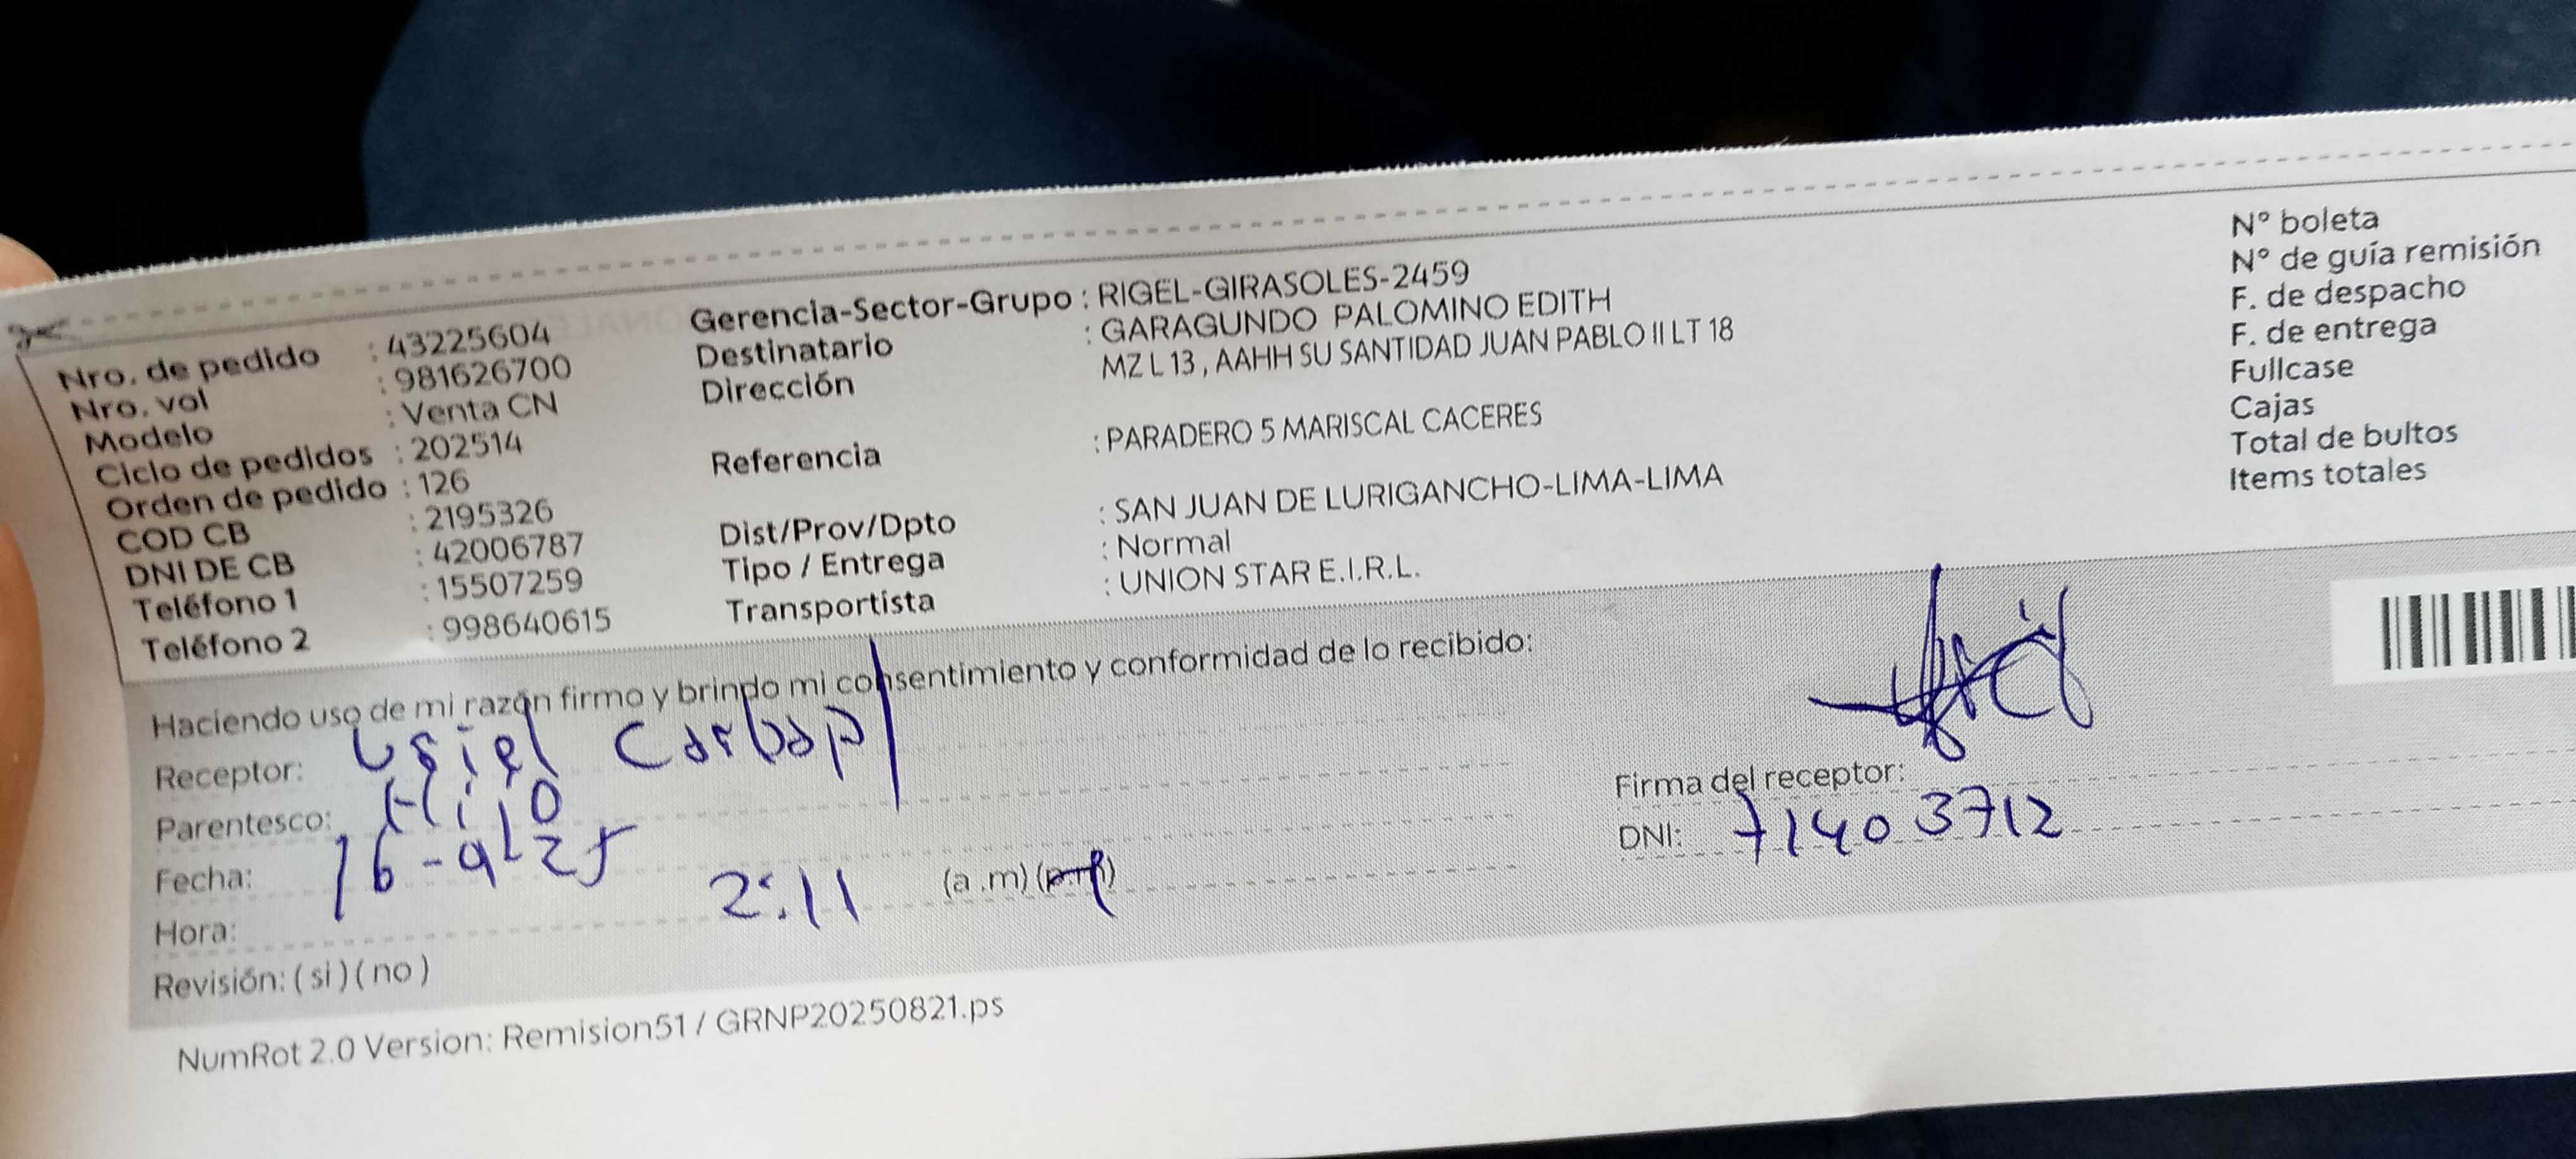 Nro. de pedido : 43225604
Nro. vol : 981626700
Modelo : Venta CN
Ciclo de pedidos : 202514
Orden de pedido : 126
COD CB : 2195326
DNI DE CB : 42006787
Teléfono 1 : 15507259
Teléfono 2 : 998640615
Gerencia-Sector-Grupo : RIGEL-GIRASOLES-2459
Destinatario : GARAGUNDO PALOMINO EDITH
Dirección MZ L 13 , AAHH SU SANTIDAD JUAN PABLO II LT 18
Referencia : PARADERO 5 MARISCAL CACERES
Dist/Prov/Dpto : SAN JUAN DE LURIGANCHO-LIMA-LIMA
Tipo / Entrega : Normal
Transportista : UNION STAR E.I.R.L.
N° boleta
N° de guía remisión
F. de despacho
F. de entrega
Fullcase
Cajas
Total de bultos
Items totales
Haciendo uso de mi razón firmo y brindo mi consentimiento y conformidad de lo recibido:
Receptor: Usiel Carbajal
Parentesco: Hijo
Fecha: 16-9-25
Hora: 2:11 (a .m) (p.m)
Revisión: ( si ) ( no )
Firma del receptor:
DNI: 71403712
NumRot 2.0 Version: Remision51 / GRNP20250821.ps